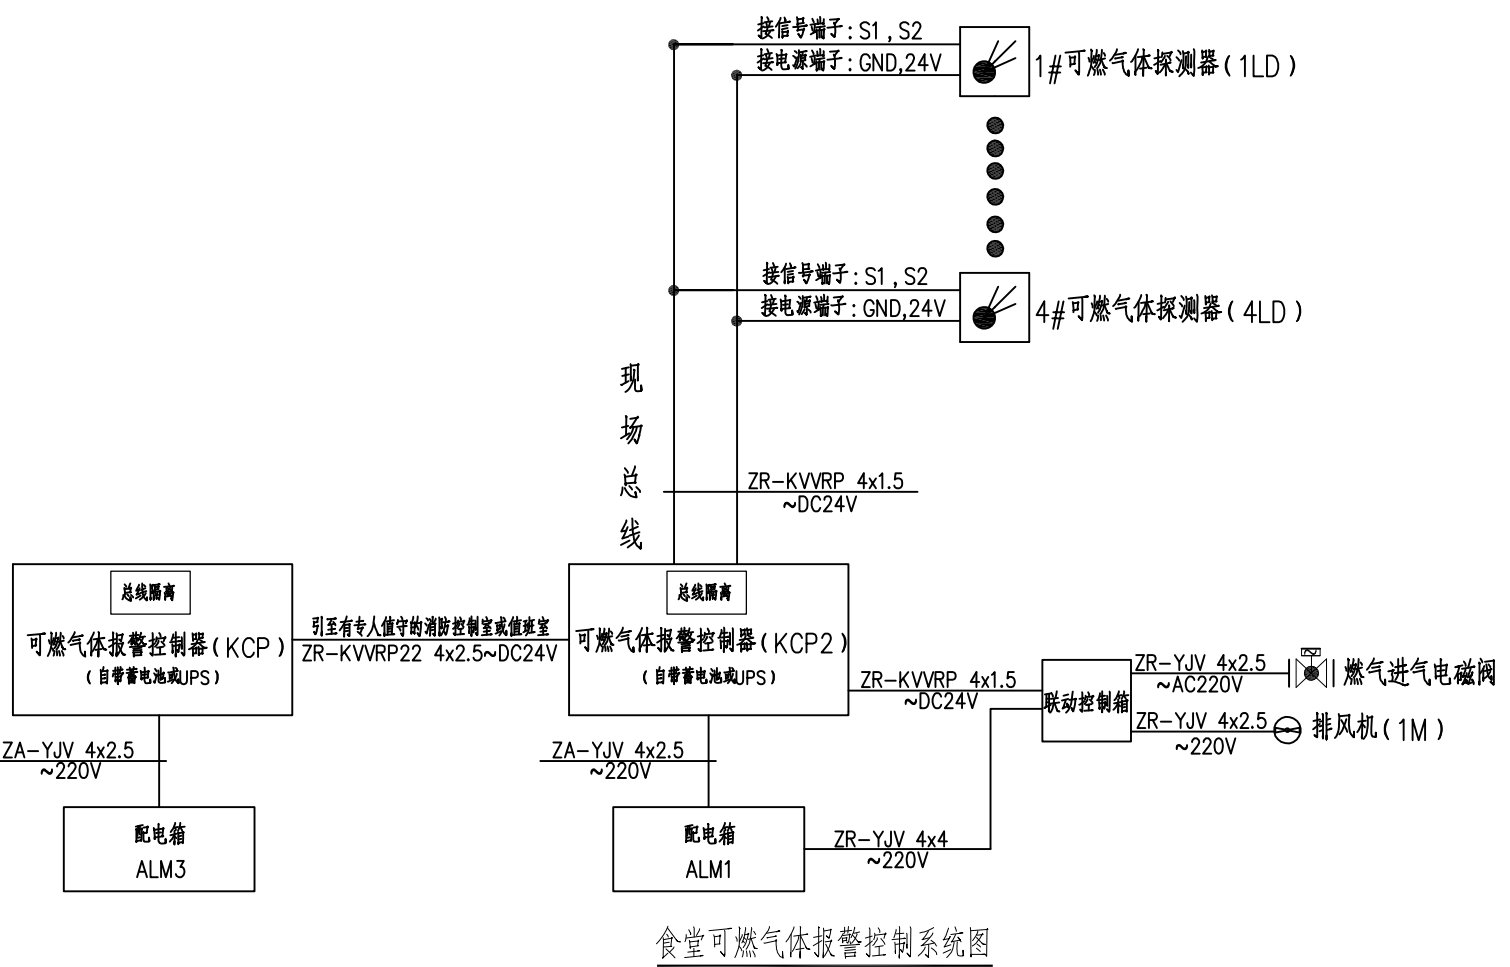 接信号端子: S1 , S2
接电源端子: GND,24V
1#可燃气体探测器(1LD)
接信号端子: S1 , S2
接电源端子: GND,24V
4#可燃气体探测器(4LD)
现
场
总
线
ZR-KVVRP 4x1.5
~DC24V
总线隔离
可燃气体报警控制器(KCP)
(自带蓄电池或UPS)
引至有专人值守的消防控制室或值班室
ZR-KVVRP22 4x2.5~DC24V
总线隔离
可燃气体报警控制器(KCP2)
(自带蓄电池或UPS)
ZR-KVVRP 4x1.5
~DC24V
联动控制箱
ZR-YJV 4x2.5
~AC220V
燃气进气电磁阀
ZR-YJV 4x2.5
~220V
排风机(1M)
ZA-YJV 4x2.5
~220V
ZA-YJV 4x2.5
~220V
配电箱
ALM3
配电箱
ALM1
ZR-YJV 4x4
~220V
食堂可燃气体报警控制系统图